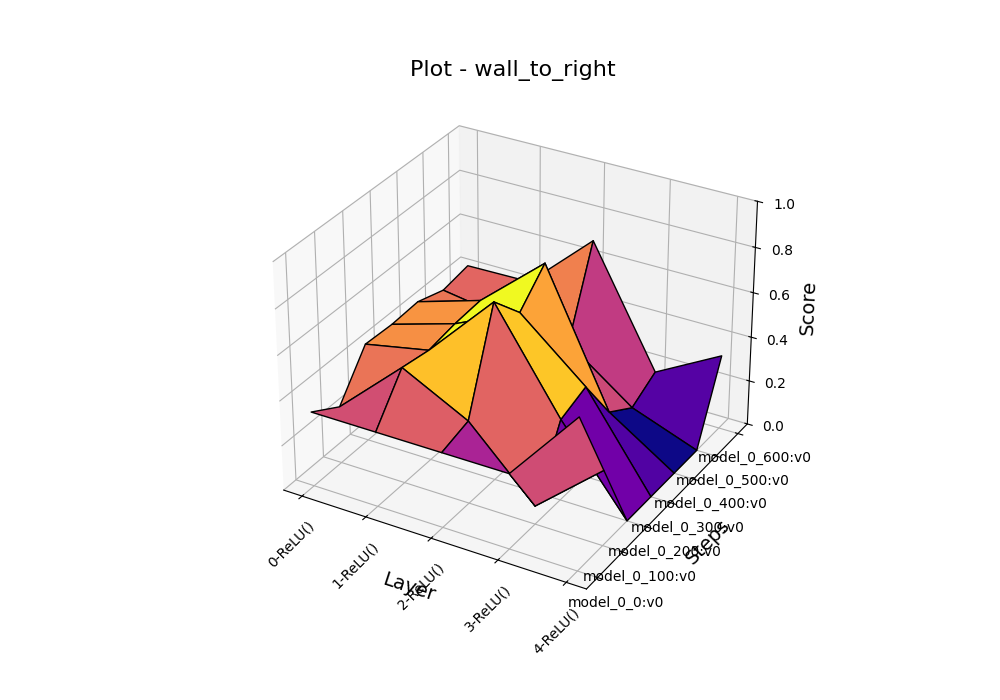 Plot - wall_to_right
1.0
0.8
0.6
0.4
0.2
0.0
Score
model_0_600:v0
model_0_500:v0
model_0_400:v0
model_0_300:v0
model_0_200:v0
model_0_100:v0
model_0_0:v0
Steps
0-ReLU()
1-ReLU()
2-ReLU()
3-ReLU()
4-ReLU()
Layer